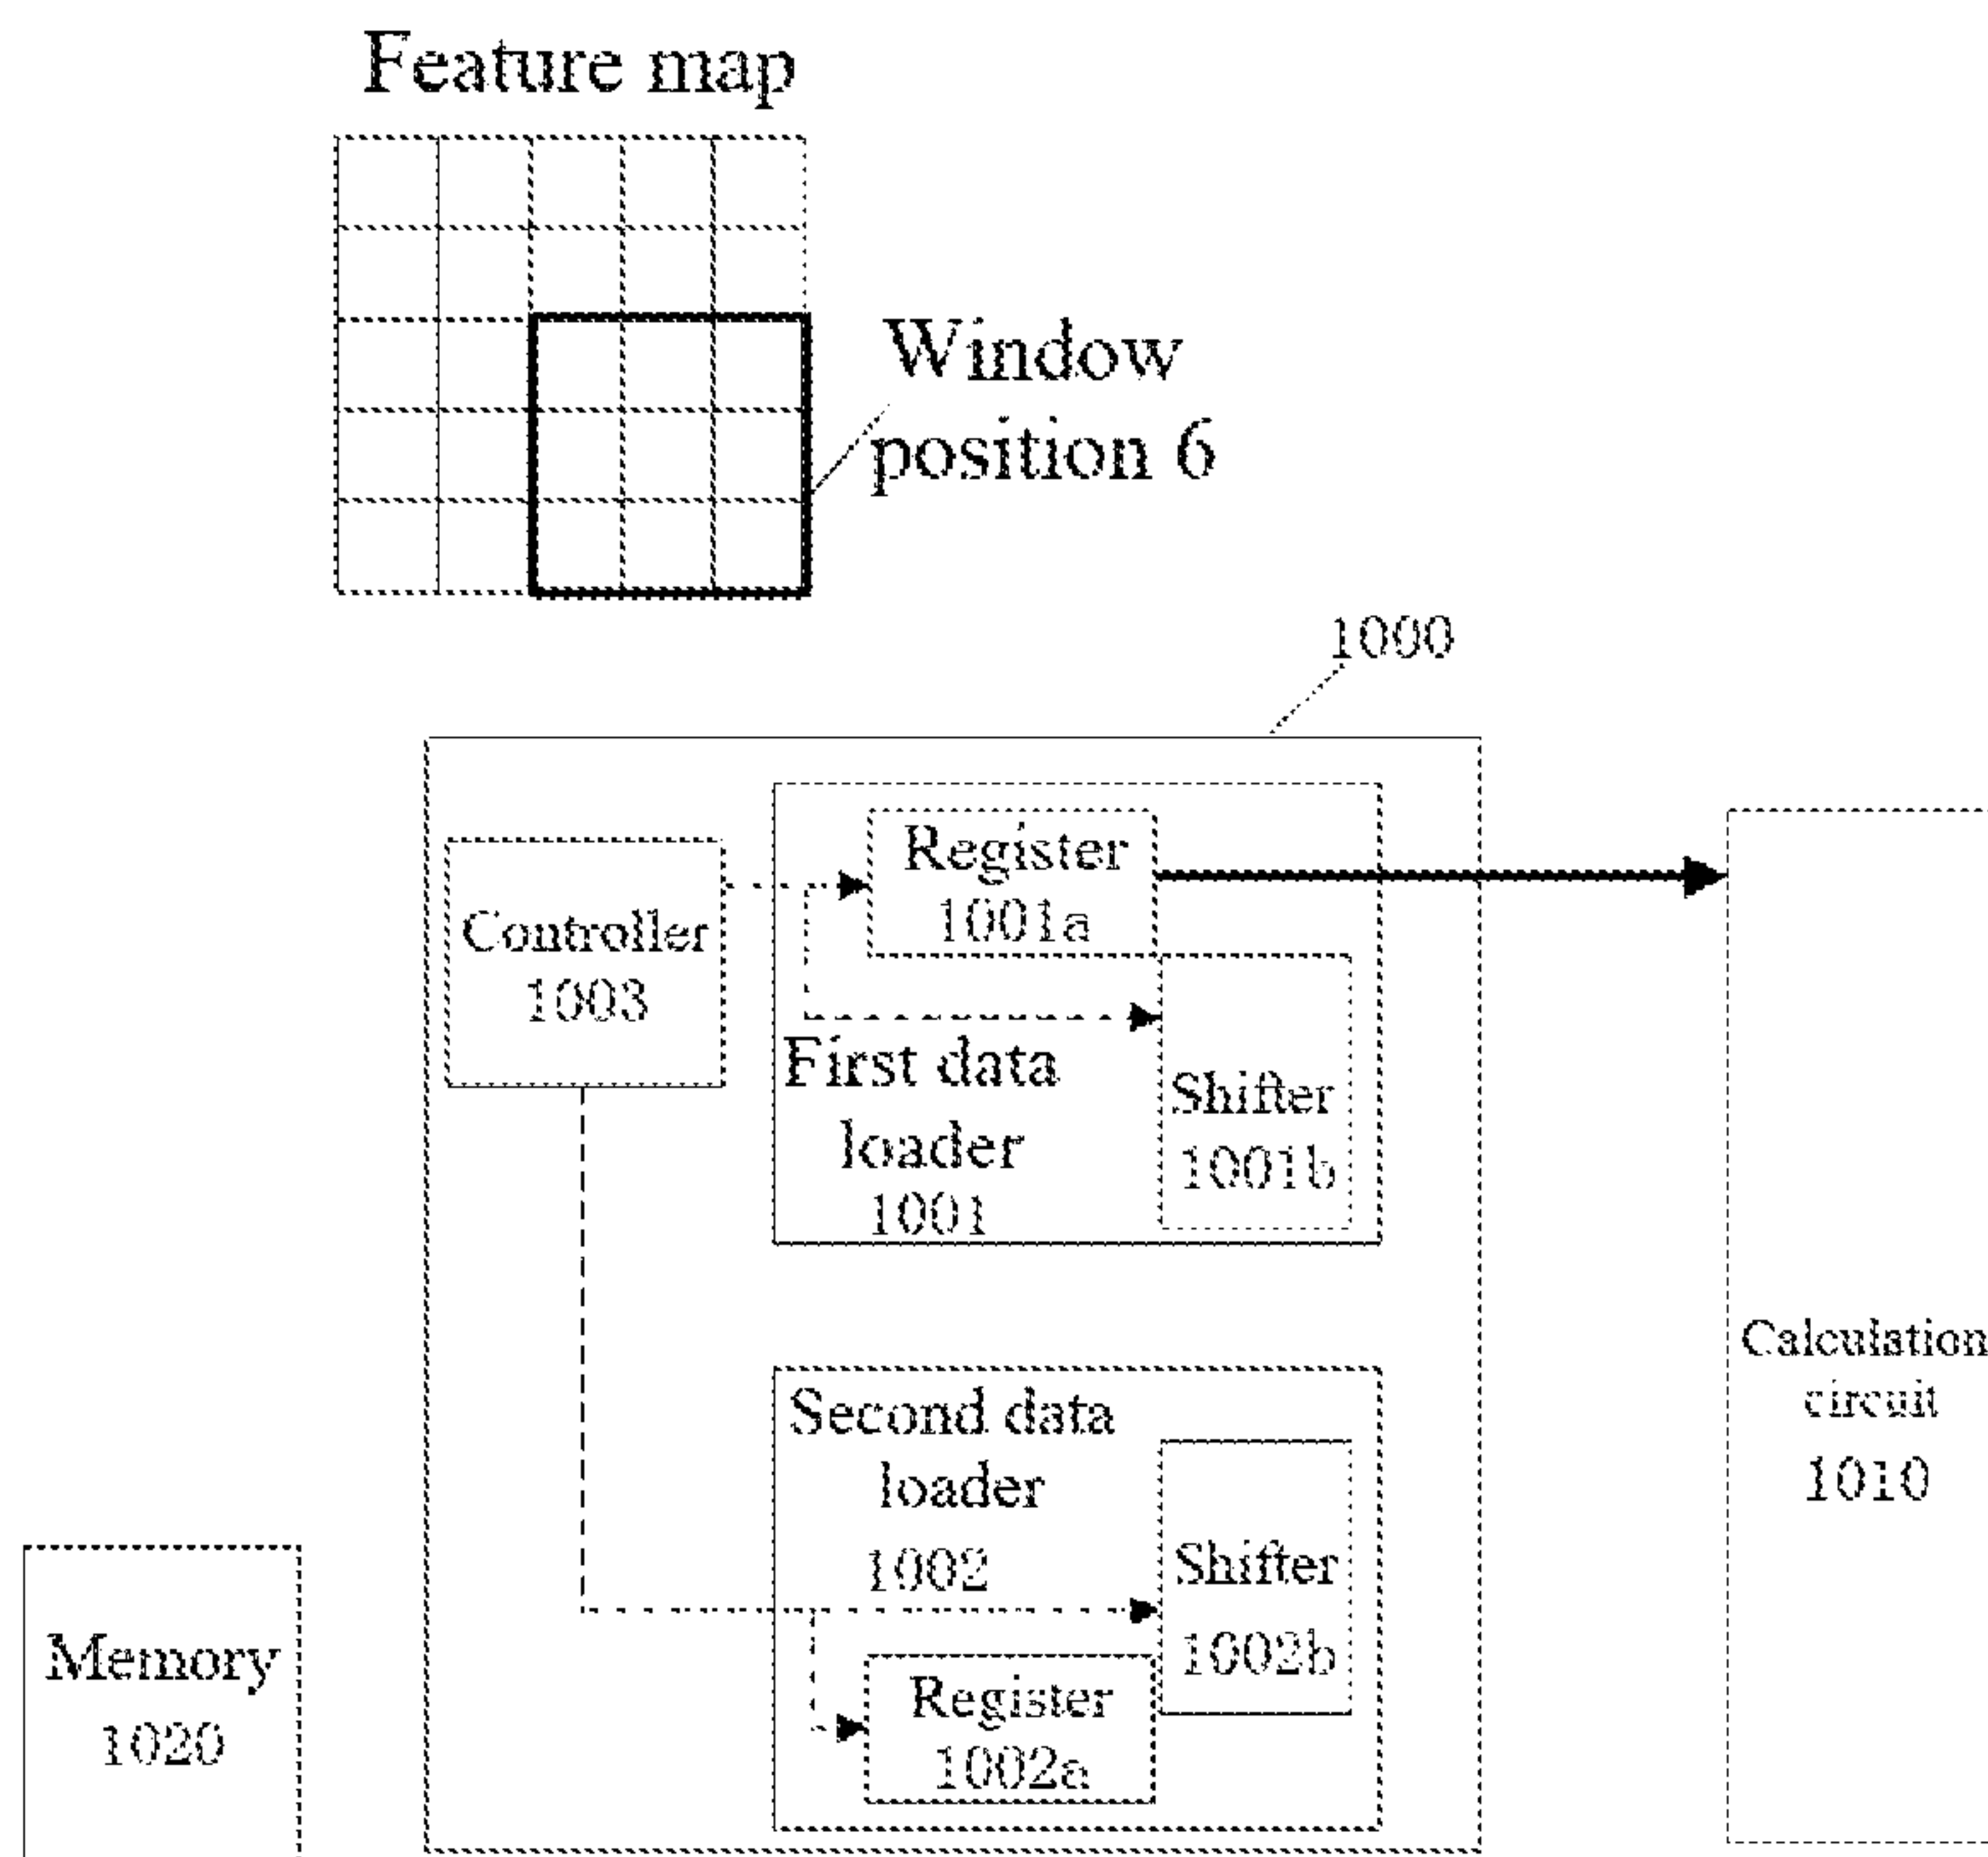 Feature map
Window
position 6
1000
Register
1001a
Controller
1003
First data
loader
1001
Shifter
1001b
Calculation
circuit
1010
Second data
loader
1002
Shifter
1002b
Register
1002a
Memory
1020